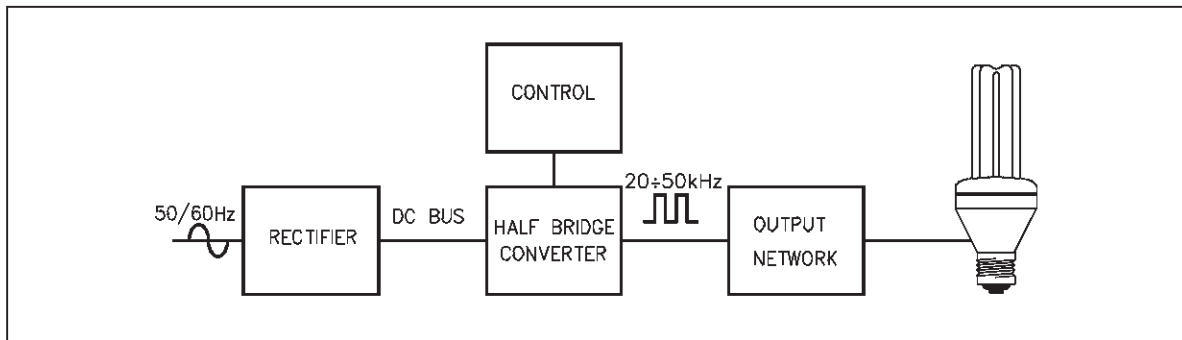 CONTROL
20÷50kHz
50/60Hz
DC BUS
RECTIFIER
HALF BRIDGE
CONVERTER
OUTPUT
NETWORK